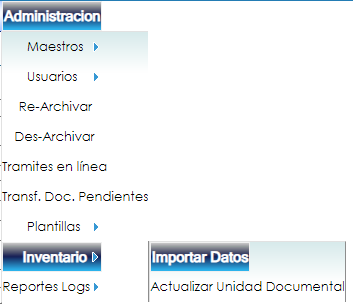 Administracion
Maestros
Usuarios
Re-Archivar
Des-Archivar
Tramites en línea
Transf. Doc. Pendientes
Plantillas
Inventario
Importar Datos
Reportes Logs
Actualizar Unidad Documental